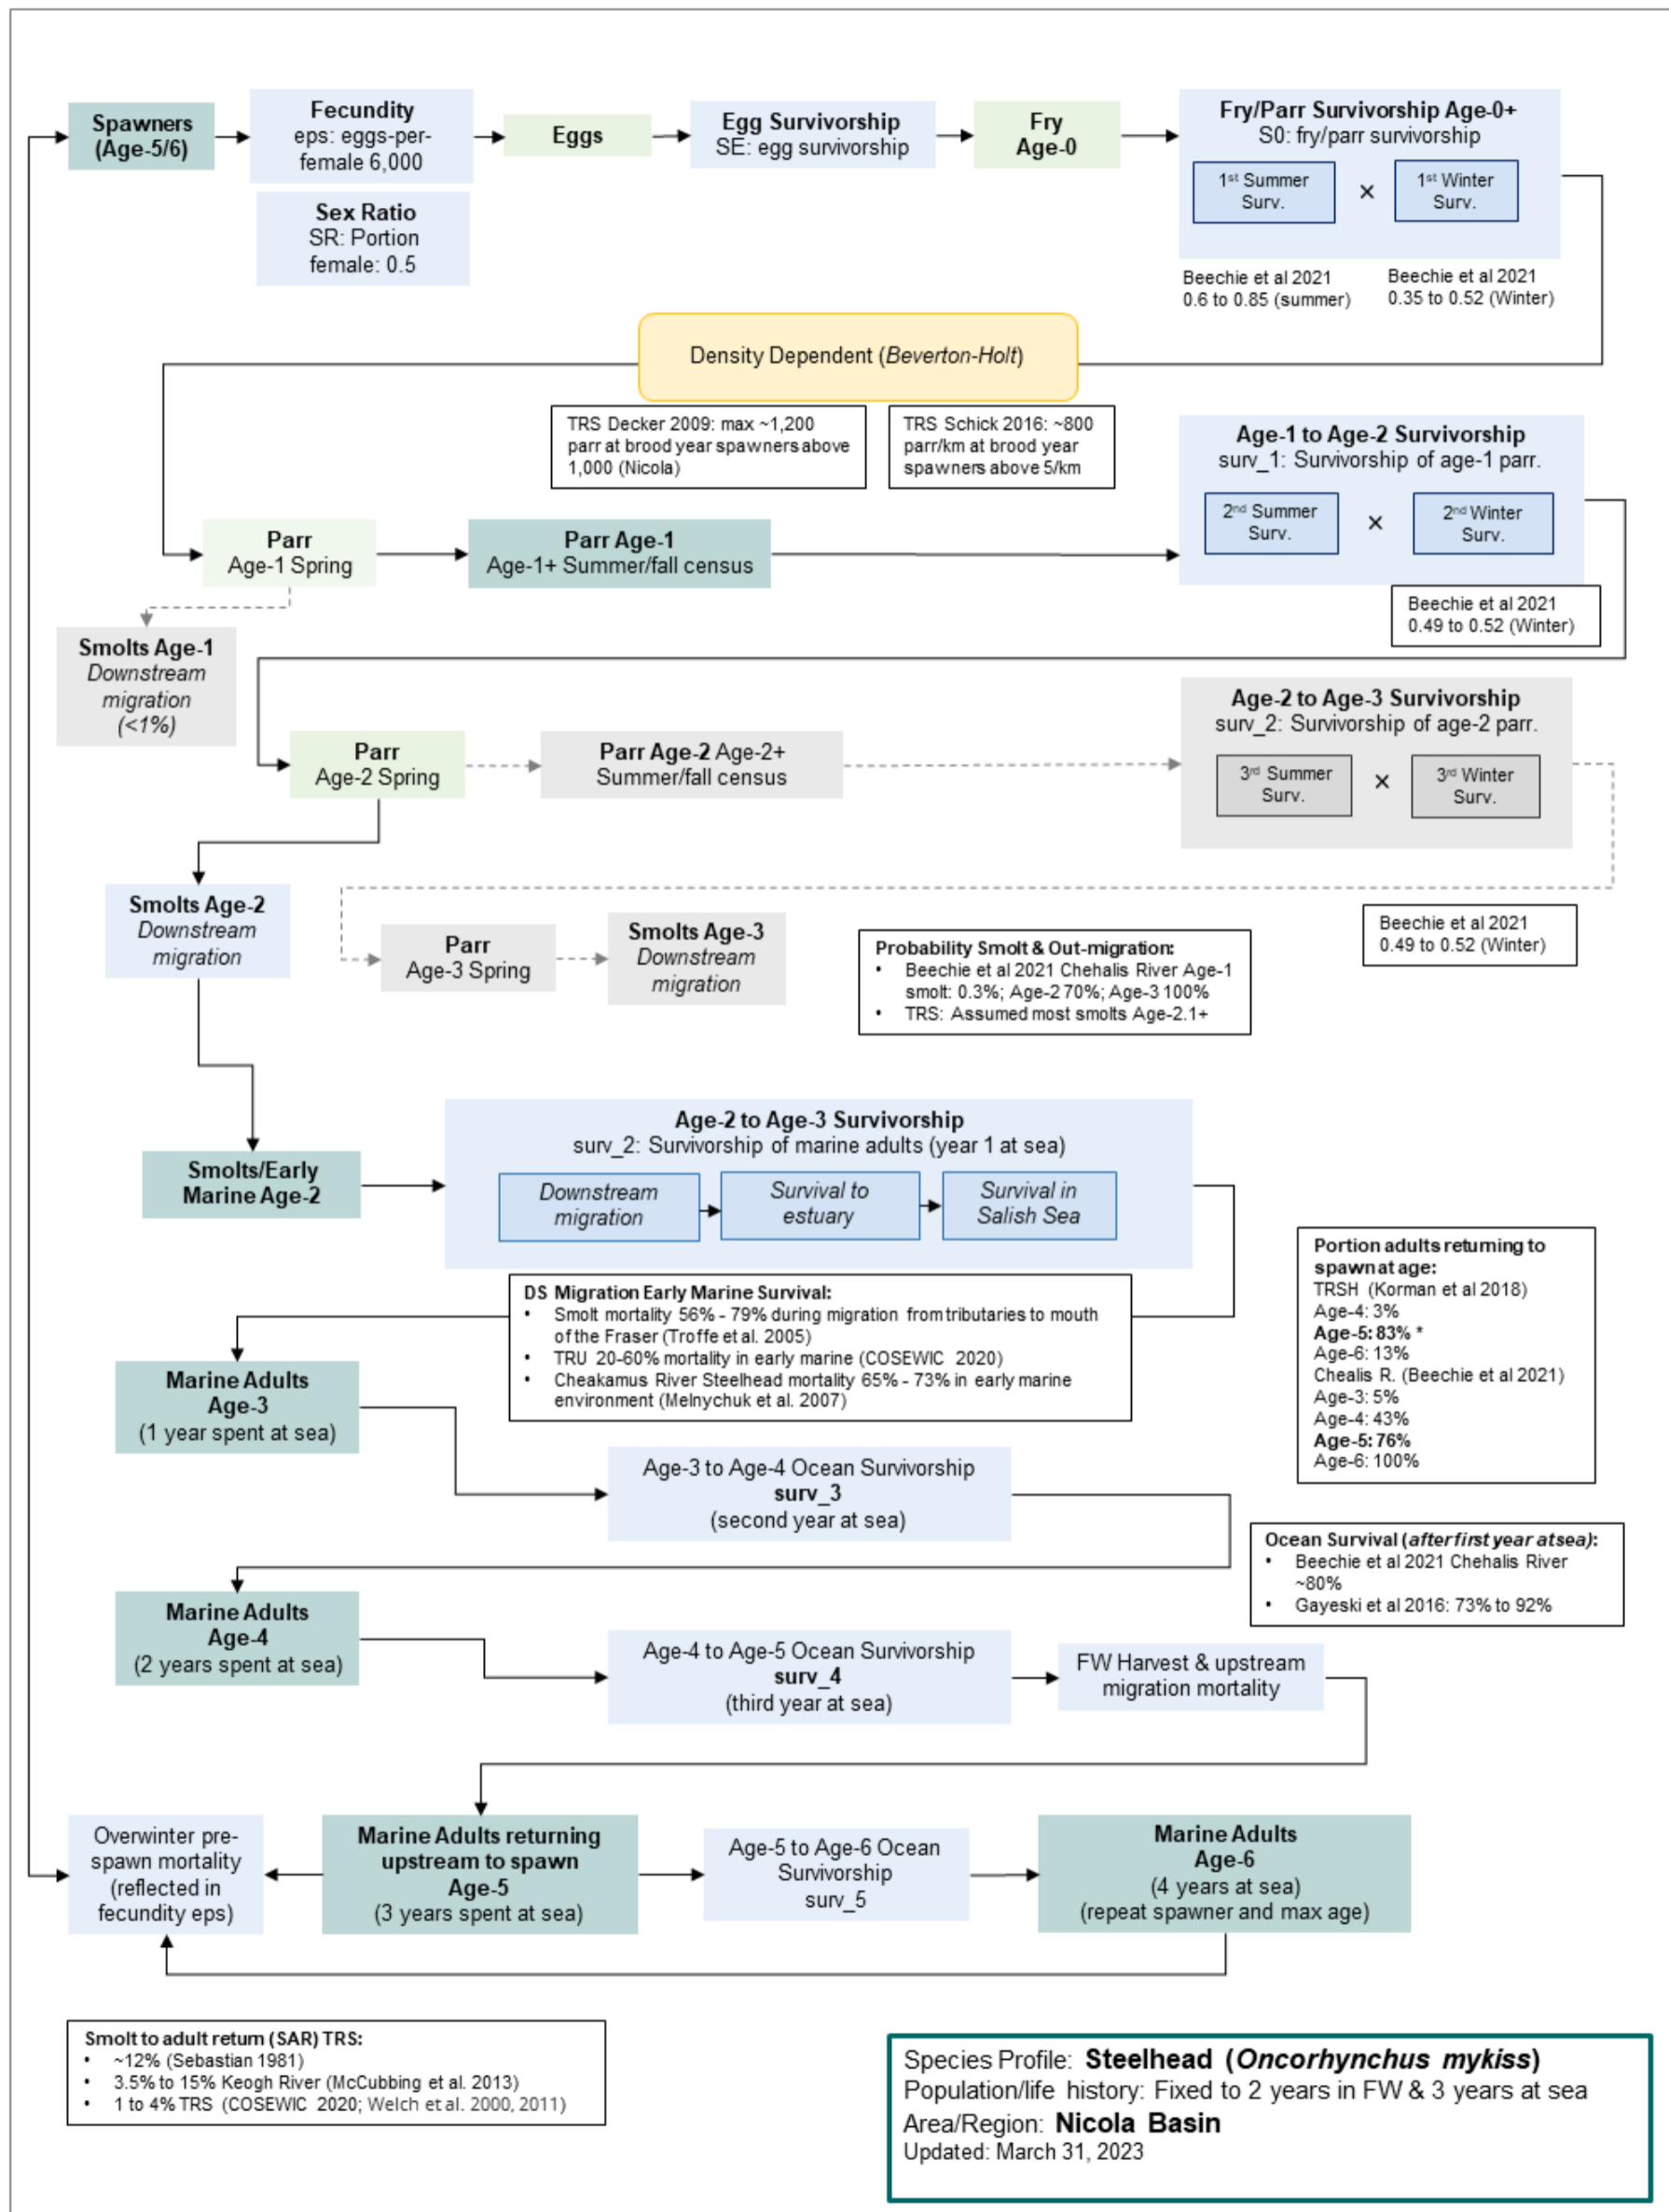 Spawners
(Age-5/6)
Fecundity
eps: eggs-per-
female 6,000
Sex Ratio
SR: Portion
female: 0.5
Eggs
Egg Survivorship
SE: egg survivorship
Fry
Age-0
Fry/Parr Survivorship Age-0+
S0: fry/parr survivorship
1st Summer
Surv.
×
1st Winter
Surv.
Beechie et al 2021
0.6 to 0.85 (summer)
Beechie et al 2021
0.35 to 0.52 (Winter)
Density Dependent (Beverton-Holt)
TRS Decker 2009: max ~1,200
parr at brood year spawners above
1,000 (Nicola)
TRS Schick 2016: ~800
parr/km at brood year
spawners above 5/km
Age-1 to Age-2 Survivorship
surv_1: Survivorship of age-1 parr.
2nd Summer
Surv.
×
2nd Winter
Surv.
Beechie et al 2021
0.49 to 0.52 (Winter)
Parr
Age-1 Spring
Parr Age-1
Age-1+ Summer/fall census
Smolts Age-1
Downstream
migration
(<1%)
Parr
Age-2 Spring
Parr Age-2 Age-2+
Summer/fall census
Age-2 to Age-3 Survivorship
surv_2: Survivorship of age-2 parr.
3rd Summer
Surv.
×
3rd Winter
Surv.
Beechie et al 2021
0.49 to 0.52 (Winter)
Smolts Age-2
Downstream
migration
Parr
Age-3 Spring
Smolts Age-3
Downstream
migration
Probability Smolt & Out-migration:
• Beechie et al 2021 Chehalis River Age-1
smolt: 0.3%; Age-2 70%; Age-3 100%
• TRS: Assumed most smolts Age-2.1+
Smolts/Early
Marine Age-2
Age-2 to Age-3 Survivorship
surv_2: Survivorship of marine adults (year 1 at sea)
Downstream
migration
Survival to
estuary
Survival in
Salish Sea
DS Migration Early Marine Survival:
• Smolt mortality 56% - 79% during migration from tributaries to mouth
of the Fraser (Troffe et al. 2005)
• TRU 20-60% mortality in early marine (COSEWIC 2020)
• Cheakamus River Steelhead mortality 65% - 73% in early marine
environment (Melnychuk et al. 2007)
Portion adults returning to
spawn at age:
TRSH (Korman et al 2018)
Age-4: 3%
Age-5: 83% *
Age-6: 13%
Chealis R. (Beechie et al 2021)
Age-3: 5%
Age-4: 43%
Age-5: 76%
Age-6: 100%
Marine Adults
Age-3
(1 year spent at sea)
Age-3 to Age-4 Ocean Survivorship
surv_3
(second year at sea)
Ocean Survival (after first year at sea):
• Beechie et al 2021 Chehalis River
~80%
• Gayeski et al 2016: 73% to 92%
Marine Adults
Age-4
(2 years spent at sea)
Age-4 to Age-5 Ocean Survivorship
surv_4
(third year at sea)
FW Harvest & upstream
migration mortality
Overwinter pre-
spawn mortality
(reflected in
fecundity eps)
Marine Adults returning
upstream to spawn
Age-5
(3 years spent at sea)
Age-5 to Age-6 Ocean
Survivorship
surv_5
Marine Adults
Age-6
(4 years at sea)
(repeat spawner and max age)
Smolt to adult return (SAR) TRS:
• ~12% (Sebastian 1981)
• 3.5% to 15% Keogh River (McCubbing et al. 2013)
• 1 to 4% TRS (COSEWIC 2020; Welch et al. 2000, 2011)
Species Profile: Steelhead (Oncorhynchus mykiss)
Population/life history: Fixed to 2 years in FW & 3 years at sea
Area/Region: Nicola Basin
Updated: March 31, 2023